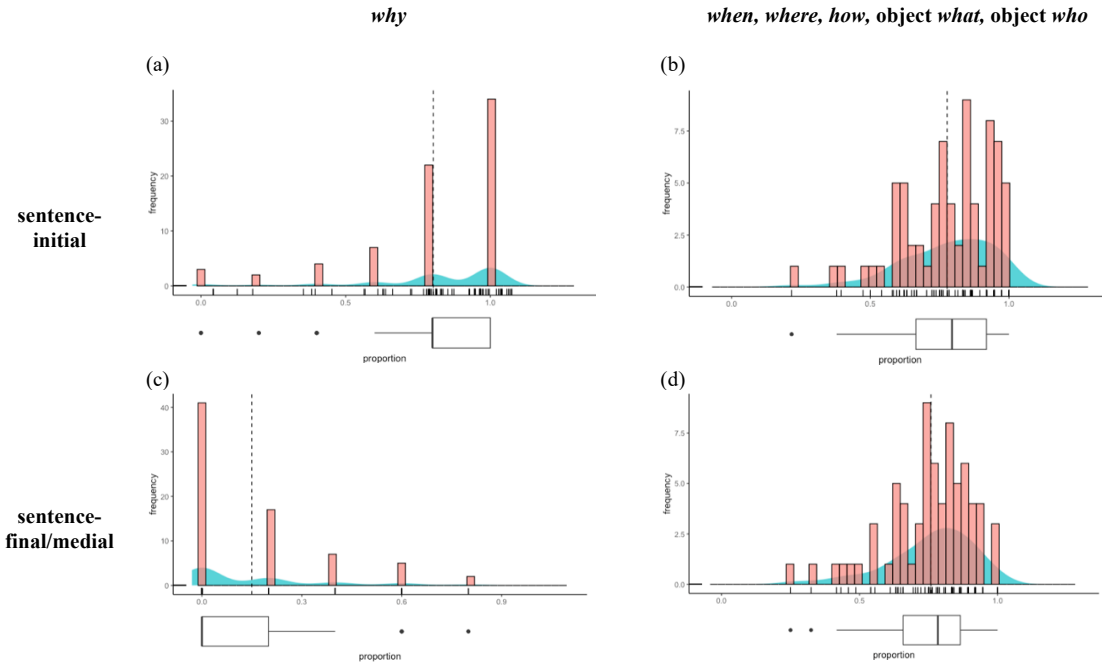 why
when, where, how, object what, object who
(a)
(b)
sentence-
initial
frequency
30
20
10
0
0.0
0.5
1.0
proportion
frequency
7.5
5.0
2.5
0.0
0.0
0.5
1.0
proportion
(c)
(d)
sentence-
final/medial
frequency
40
30
20
10
0
0.0
0.3
0.6
0.9
proportion
frequency
7.5
5.0
2.5
0.0
0.0
0.5
1.0
proportion